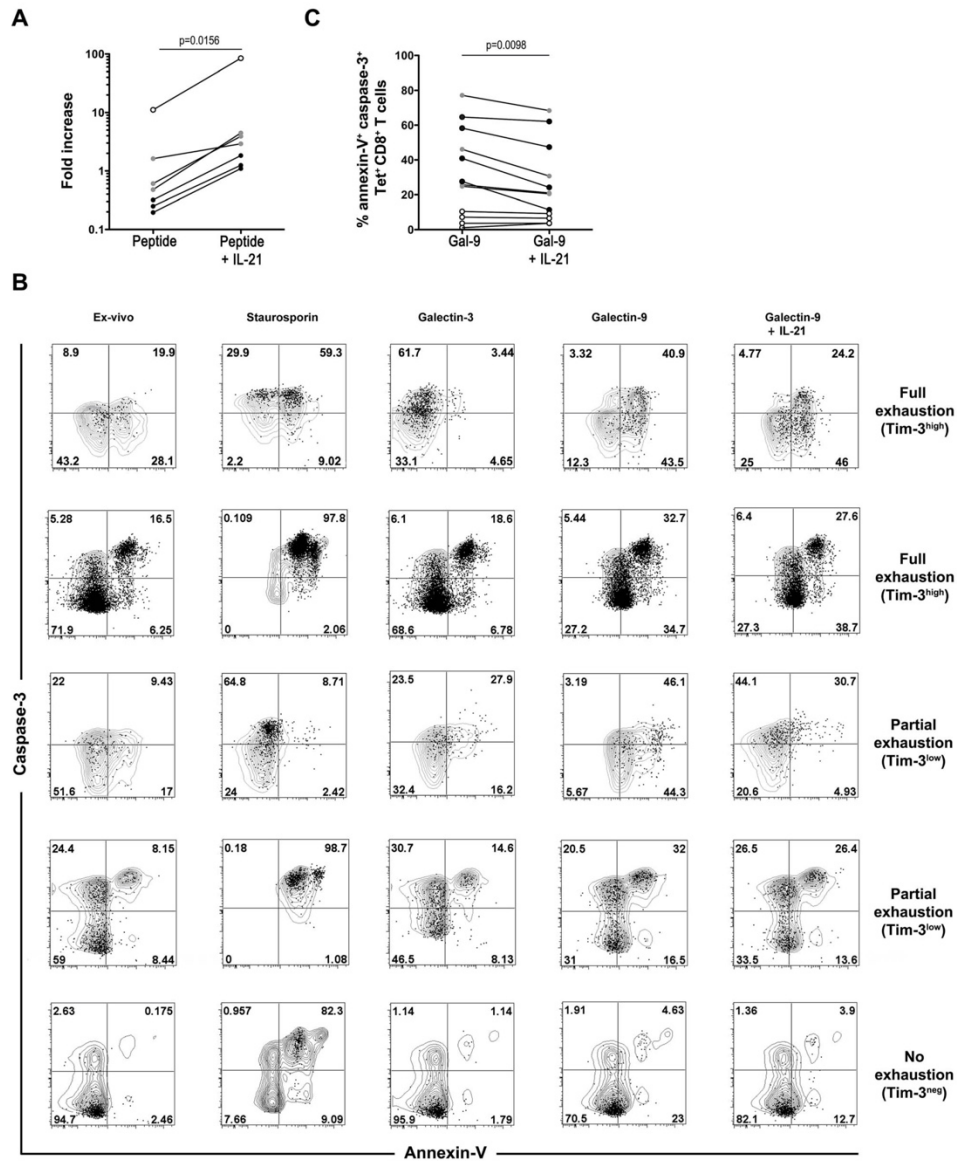 A
p=0.0156
Fold increase
100
10
1
0.1
Peptide
Peptide
+ IL-21
C
p=0.0098
% annexin-V⁺ caspase-3⁺
Tet⁺ CD8⁺ T cells
100
80
60
40
20
0
Gal-9
Gal-9
+ IL-21
B
Ex-vivo
Staurosporin
Galectin-3
Galectin-9
Galectin-9
+ IL-21
8.9 19.9 29.9 59.3 61.7 3.44 3.32 40.9 4.77 24.2
Full
exhaustion
(Tim-3ʰⁱᵍʰ)
43.2 28.1 2.2 9.02 33.1 4.65 12.3 43.5 25 46
5.28 16.5 0.109 97.8 6.1 18.6 5.44 32.7 6.4 27.6
Full
exhaustion
(Tim-3ʰⁱᵍʰ)
71.9 6.25 0 2.06 68.6 6.78 27.2 34.7 27.3 38.7
Caspase-3
22 9.43 64.8 8.71 23.5 27.9 3.19 46.1 44.1 30.7
Partial
exhaustion
(Tim-3ˡᵒʷ)
51.6 17 24 2.42 32.4 16.2 5.67 44.3 20.6 4.93
24.4 8.15 0.18 98.7 30.7 14.6 20.5 32 26.5 26.4
Partial
exhaustion
(Tim-3ˡᵒʷ)
59 8.44 0 1.08 46.5 8.13 31 16.5 33.5 13.6
2.63 0.175 0.957 82.3 1.14 1.14 1.91 4.63 1.36 3.9
No
exhaustion
(Tim-3ⁿᵉᵍ)
94.7 2.46 7.66 9.09 95.9 1.79 70.5 23 82.1 12.7
Annexin-V